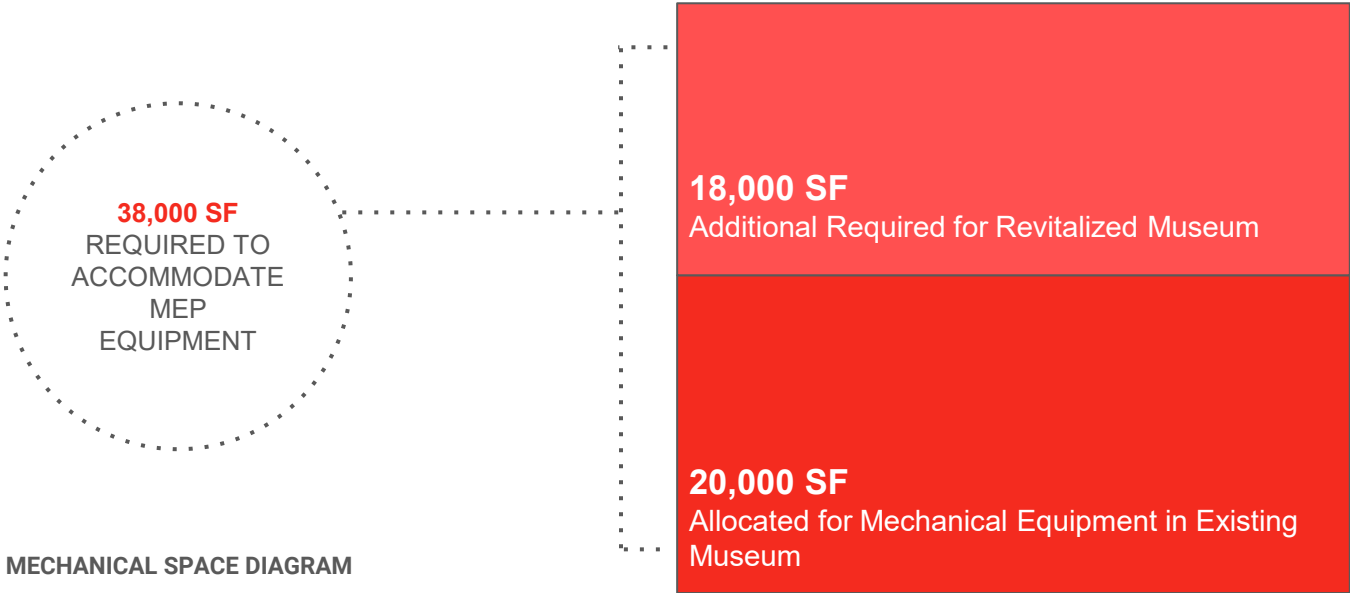 38,000 SF
REQUIRED TO
ACCOMMODATE
MEP
EQUIPMENT
18,000 SF
Additional Required for Revitalized Museum
20,000 SF
Allocated for Mechanical Equipment in Existing
Museum
MECHANICAL SPACE DIAGRAM